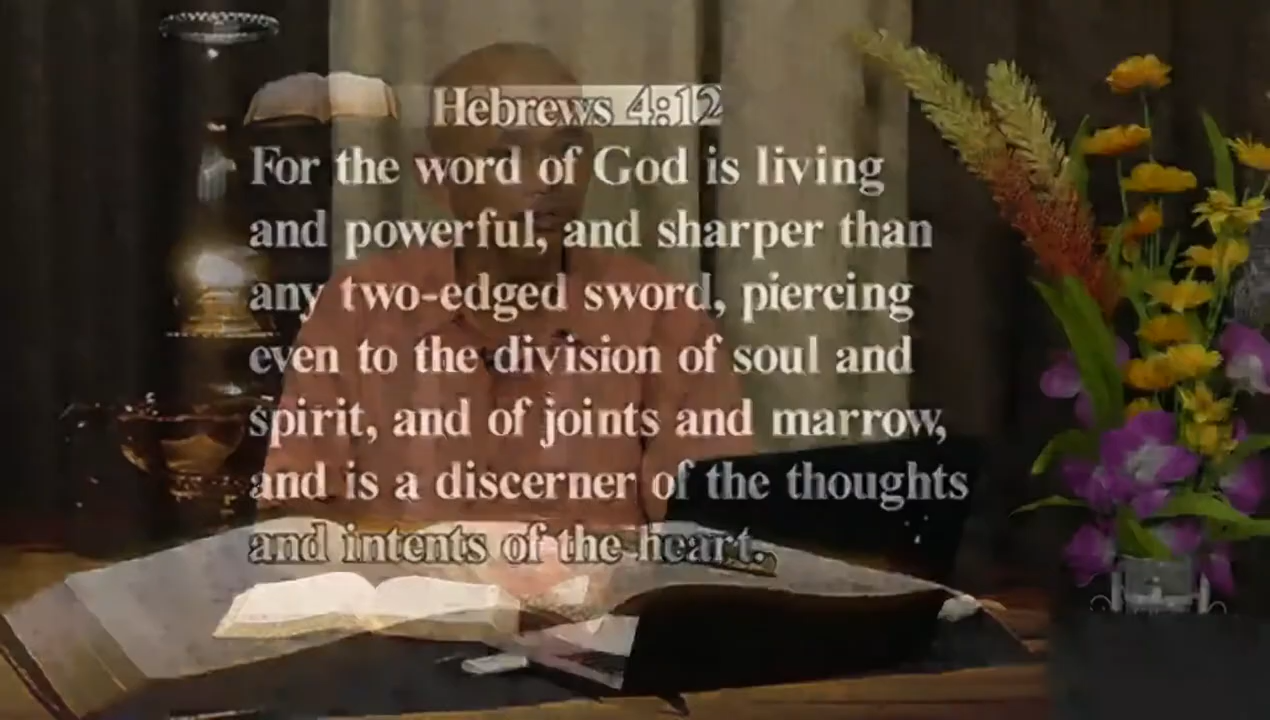 Hebrews 4:12
For the word of God is living
and powerful, and sharper than
any two-edged sword, piercing
even to the division of soul and
spirit, and of joints and marrow,
and is a discerner of the thoughts
and intents of the heart.